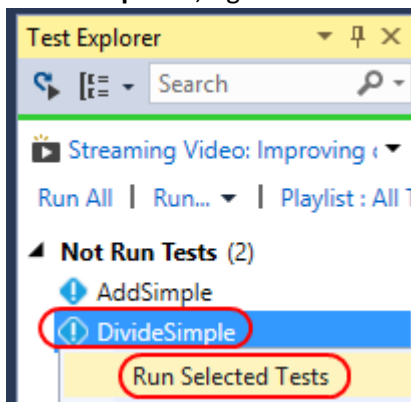 Test Explorer
Search
Streaming Video: Improving
Run All | Run... | Playlist : All
Not Run Tests (2)
AddSimple
DivideSimple
Run Selected Tests